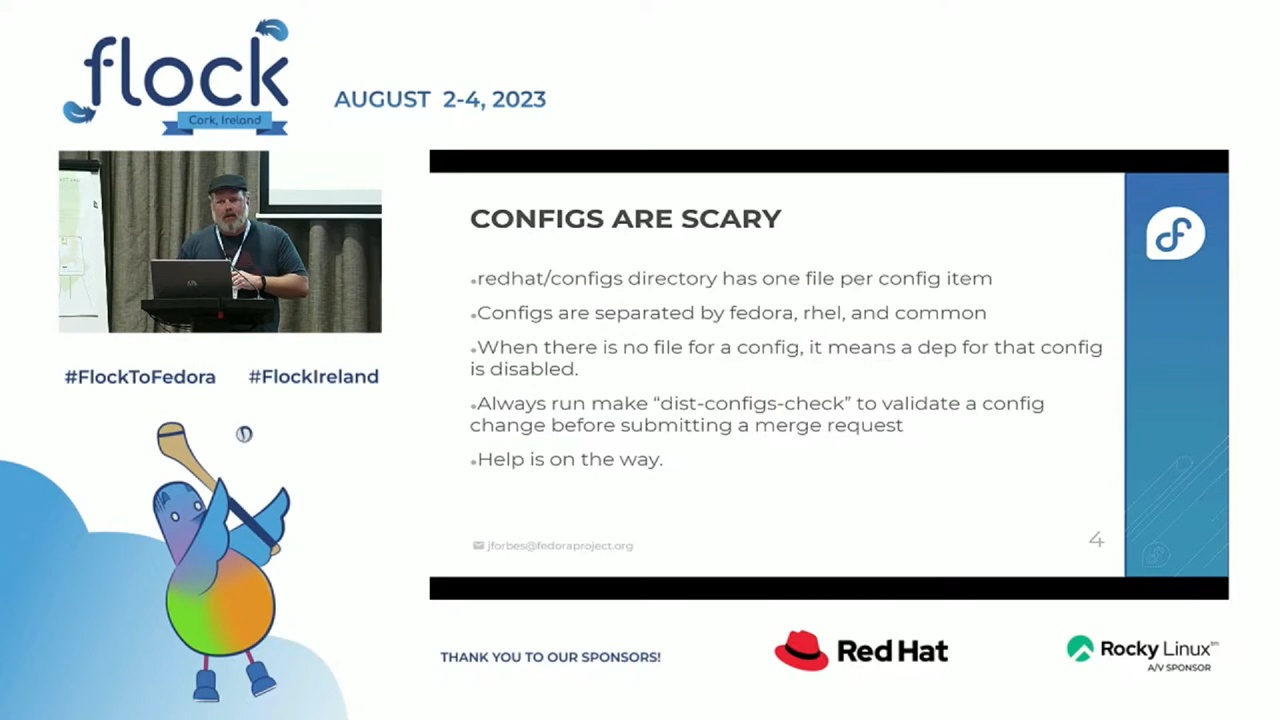 flock
Cork, Ireland
AUGUST 2-4, 2023
CONFIGS ARE SCARY
redhat/configs directory has one file per config item
Configs are separated by fedora, rhel, and common
When there is no file for a config, it means a dep for that config
is disabled.
Always run make “dist-configs-check” to validate a config
change before submitting a merge request
Help is on the way.
jforbes@fedoraproject.org
4
#FlockToFedora #FlockIreland
THANK YOU TO OUR SPONSORS!
Red Hat
Rocky Linux™
A/V SPONSOR